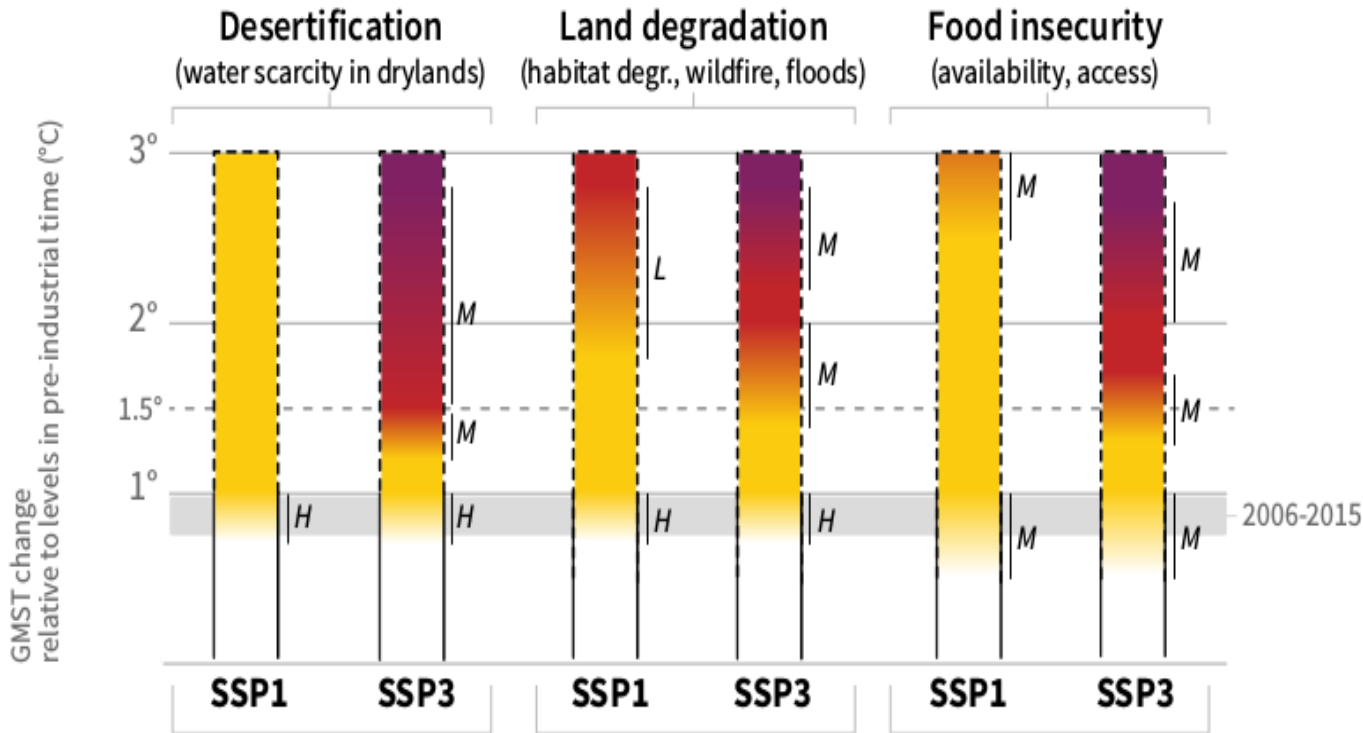 Desertification
(water scarcity in drylands)
Land degradation
(habitat degr., wildfire, floods)
Food insecurity
(availability, access)
GMST change
relative to levels in pre-industrial time (°C)
3°
2°
1.5°
1°
H
M
M
H
L
H
M
M
H
M
M
M
M
M
2006-2015
SSP1
SSP3
SSP1
SSP3
SSP1
SSP3